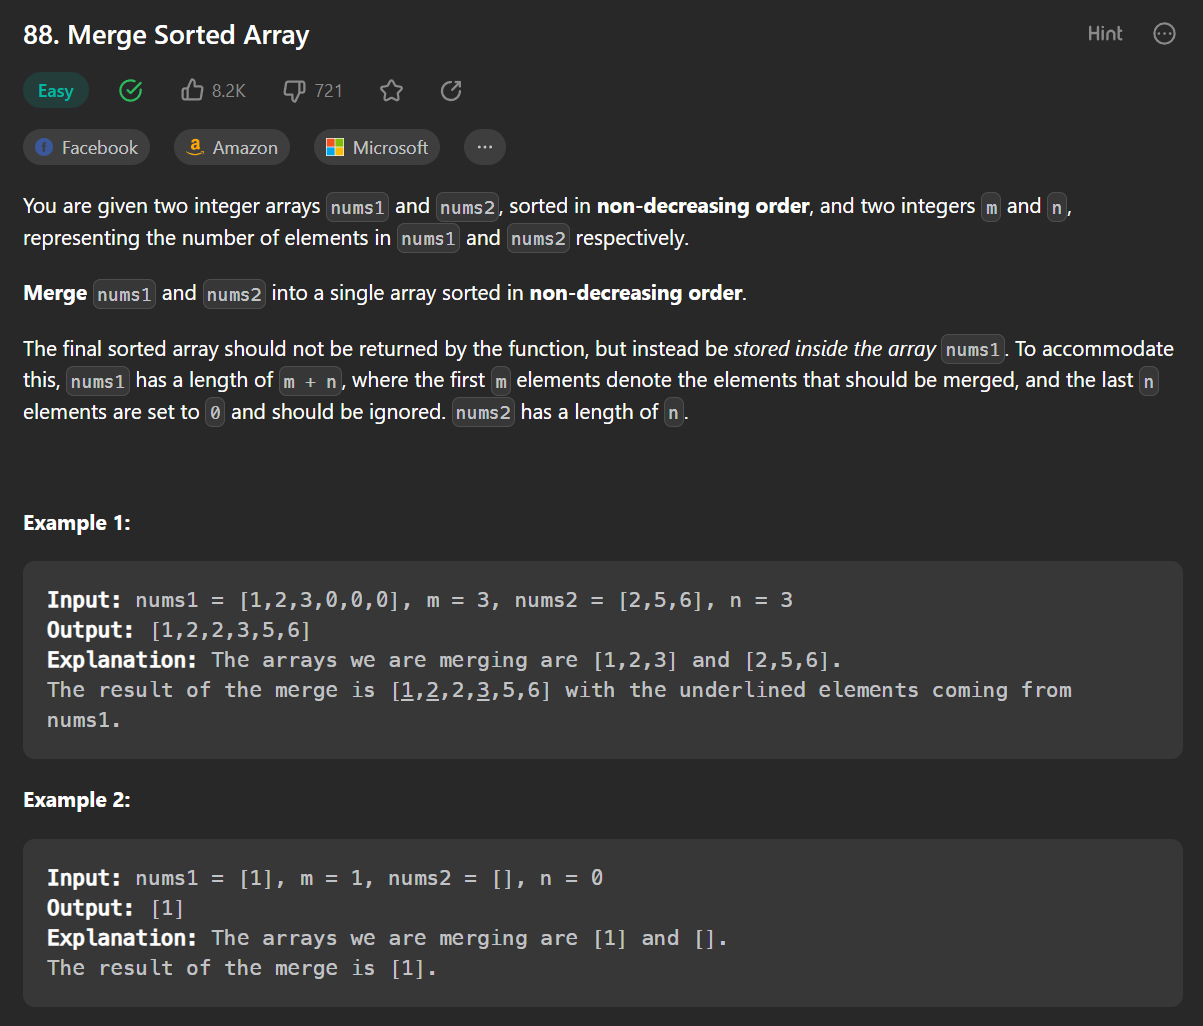 88. Merge Sorted Array
Hint
Easy
8.2K
721
Facebook
Amazon
Microsoft
You are given two integer arrays nums1 and nums2, sorted in non-decreasing order, and two integers m and n,
representing the number of elements in nums1 and nums2 respectively.
Merge nums1 and nums2 into a single array sorted in non-decreasing order.
The final sorted array should not be returned by the function, but instead be stored inside the array nums1. To accommodate
this, nums1 has a length of m + n, where the first m elements denote the elements that should be merged, and the last n
elements are set to 0 and should be ignored. nums2 has a length of n.
Example 1:
Input: nums1 = [1,2,3,0,0,0], m = 3, nums2 = [2,5,6], n = 3
Output: [1,2,2,3,5,6]
Explanation: The arrays we are merging are [1,2,3] and [2,5,6].
The result of the merge is [1,2,2,3,5,6] with the underlined elements coming from
nums1.
Example 2:
Input: nums1 = [1], m = 1, nums2 = [], n = 0
Output: [1]
Explanation: The arrays we are merging are [1] and [].
The result of the merge is [1].